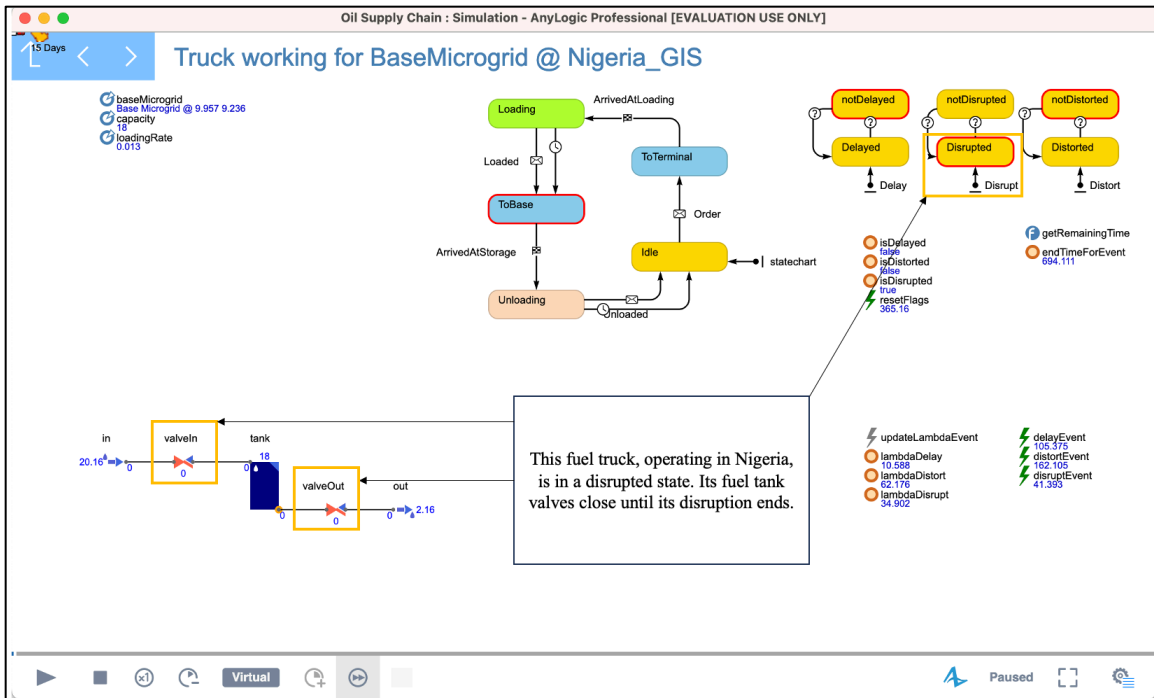 Oil Supply Chain : Simulation - AnyLogic Professional [EVALUATION USE ONLY]
15 Days
Truck working for BaseMicrogrid @ Nigeria_GIS
baseMicrogrid
Base Microgrid @ 9.957 9.236
capacity
18
loadingRate
0.013
Loading
ArrivedAtLoading
Loaded
ToTerminal
ToBase
Order
ArrivedAtStorage
Idle
statechart
Unloading
Unloaded
notDelayed
notDisrupted
notDistorted
Delayed
Disrupted
Distorted
Delay
Disrupt
Distort
isDelayed
false
isDistorted
false
isDisrupted
true
resetFlags
365.16
getRemainingTime
endTimeForEvent
694.111
in
valveIn
tank
20.16
0
0
0
18
valveOut
out
0
0
0
2.16
This fuel truck, operating in Nigeria,
is in a disrupted state. Its fuel tank
valves close until its disruption ends.
updateLambdaEvent
lambdaDelay
10.588
lambdaDistort
62.176
lambdaDisrupt
34.902
delayEvent
105.375
distortEvent
162.105
disruptEvent
41.393
x1
Virtual
Paused